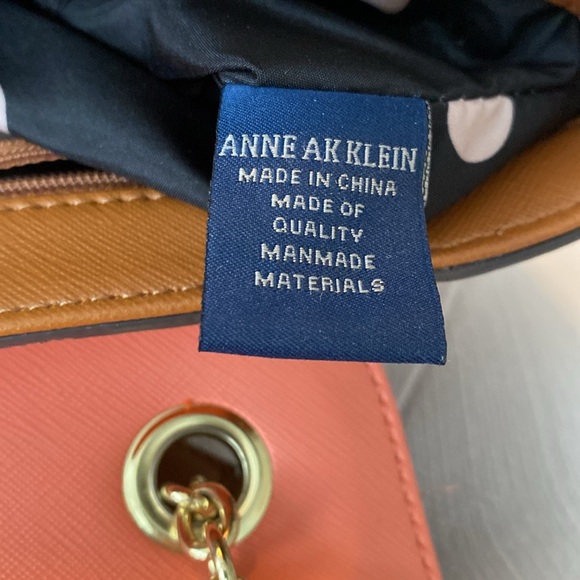 ANNE AK KLEIN
MADE IN CHINA
MADE OF
QUALITY
MANMADE
MATERIALS